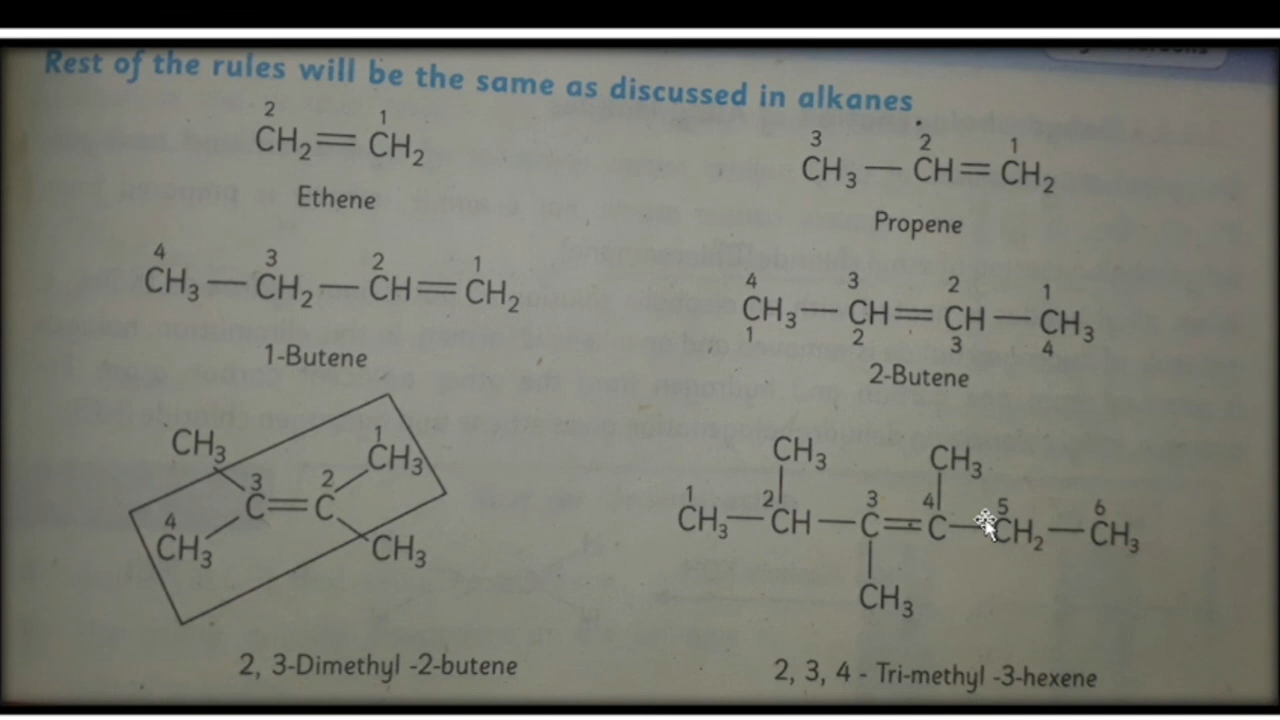 Rest of the rules will be the same as discussed in alkanes
2 1
CH2=CH2
Ethene
3 2 1
CH3—CH=CH2
Propene
4 3 2 1
CH3—CH2—CH=CH2
1-Butene
4 3 2 1
CH3—CH=CH—CH3
1 2 3 4
2-Butene
CH3 1 CH3
3 2
C=C
4
CH3 CH3
2, 3-Dimethyl -2-butene
CH3 CH3
1 2 3 4 5 6
CH3—CH—C=C—CH2—CH3
CH3
2, 3, 4 - Tri-methyl -3-hexene